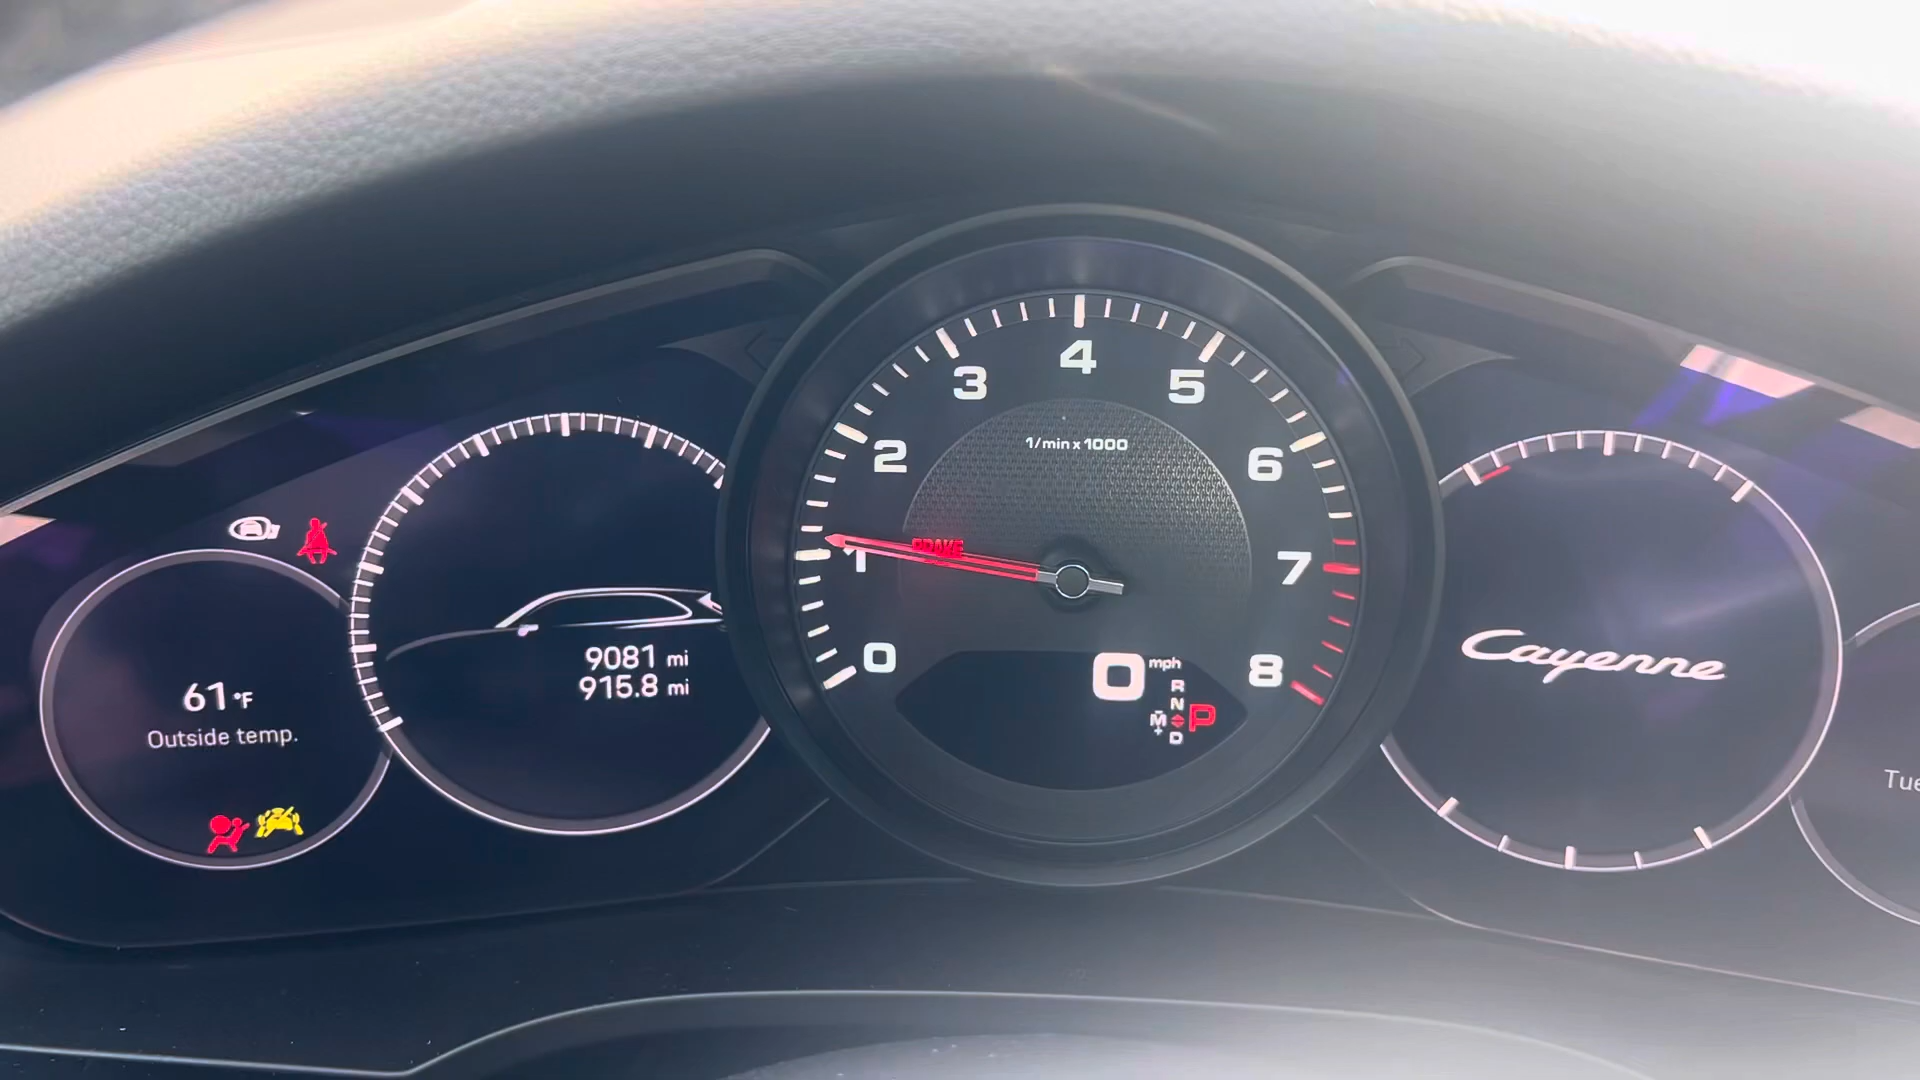 61°F
Outside temp.
9081 mi
915.8 mi
0
1
2
3
4
5
6
7
8
1/min x 1000
BRAKE
0 mph
R
N
M
P
D
Cayenne
Tue